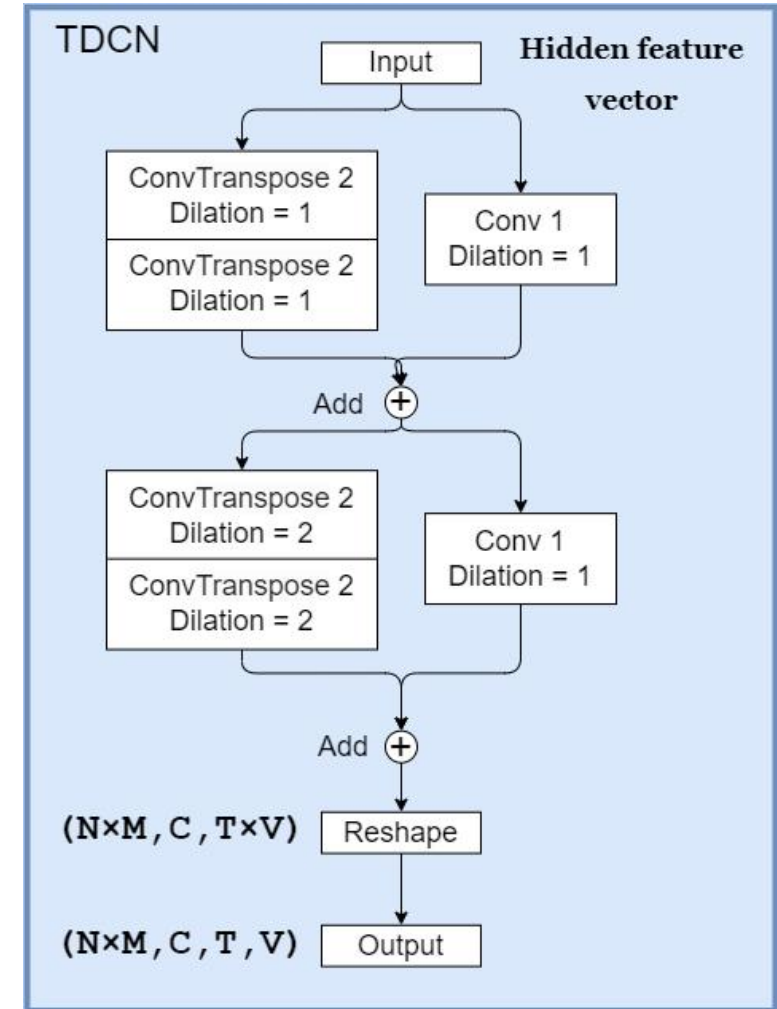 TDCN
Input
Hidden feature
vector
ConvTranspose 2
Dilation = 1
ConvTranspose 2
Dilation = 1
Conv 1
Dilation = 1
Add +
ConvTranspose 2
Dilation = 2
ConvTranspose 2
Dilation = 2
Conv 1
Dilation = 1
Add +
(N×M,C,T×V)
Reshape
(N×M,C,T,V)
Output